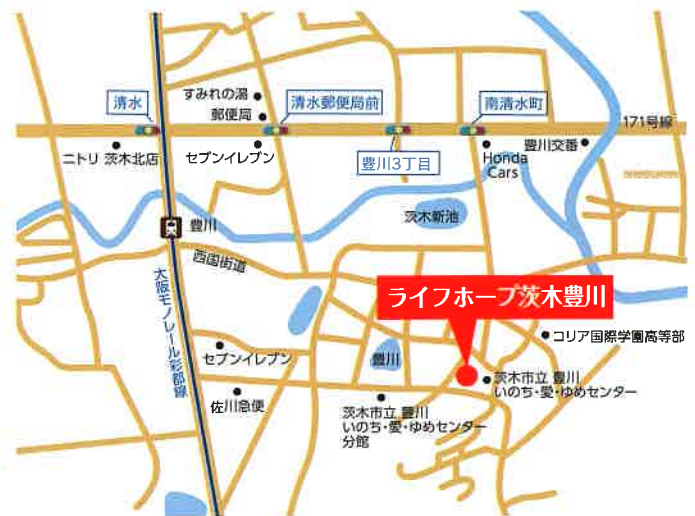 清水
すみれの湯
郵便局
清水郵便局前
南清水町
171号線
ニトリ 茨木北店
セブンイレブン
豊川3丁目
Honda
Cars
豊川交番
豊川
茨木新池
西国街道
大阪モノレール彩都線
ライフホープ茨木豊川
コリア国際学園高等部
セブンイレブン
豊川
茨木市立 豊川
いのち・愛・ゆめセンター
佐川急便
茨木市立 豊川
いのち・愛・ゆめセンター
分館